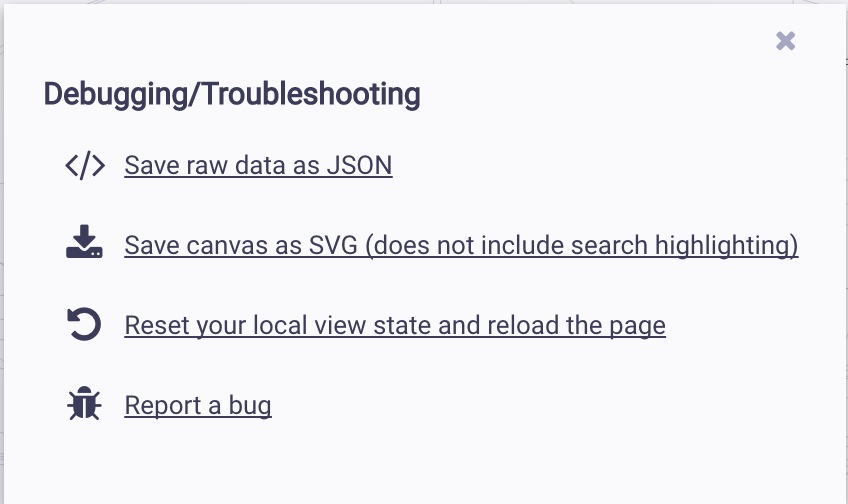 Debugging/Troubleshooting
Save raw data as JSON
Save canvas as SVG (does not include search highlighting)
Reset your local view state and reload the page
Report a bug